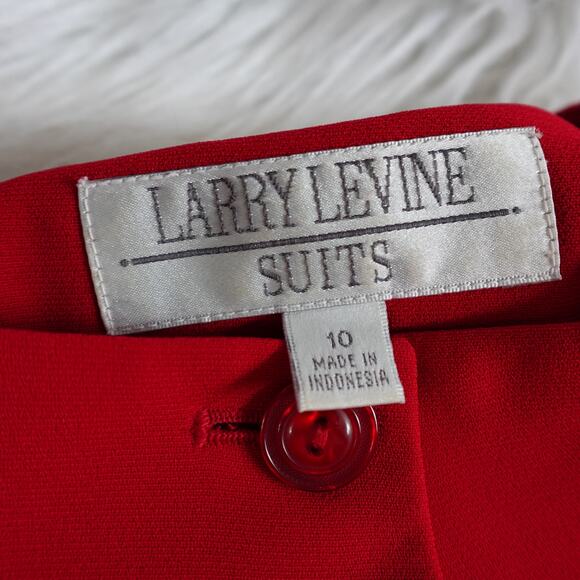 LARRY LEVINE
SUITS
10
MADE IN
INDONESIA